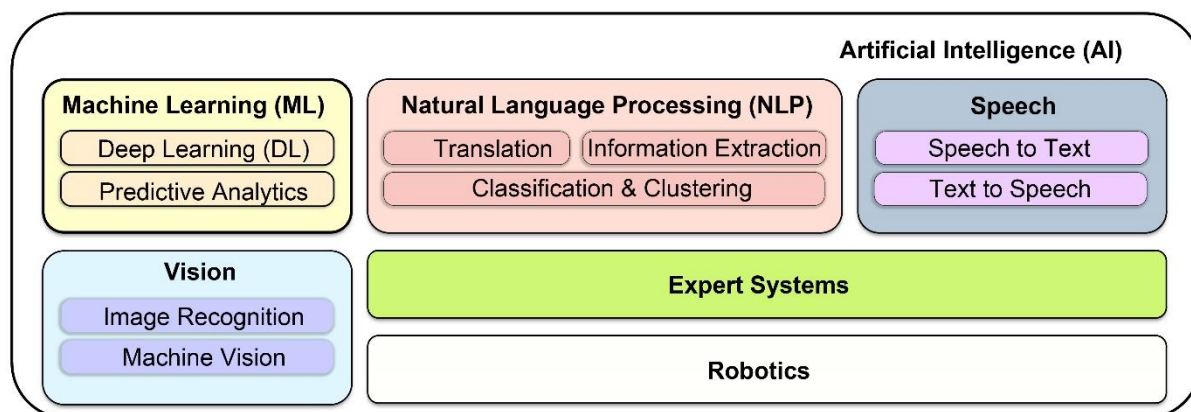 Artificial Intelligence (AI)
Machine Learning (ML)
Deep Learning (DL)
Predictive Analytics
Natural Language Processing (NLP)
Translation
Information Extraction
Classification & Clustering
Speech
Speech to Text
Text to Speech
Vision
Image Recognition
Machine Vision
Expert Systems
Robotics